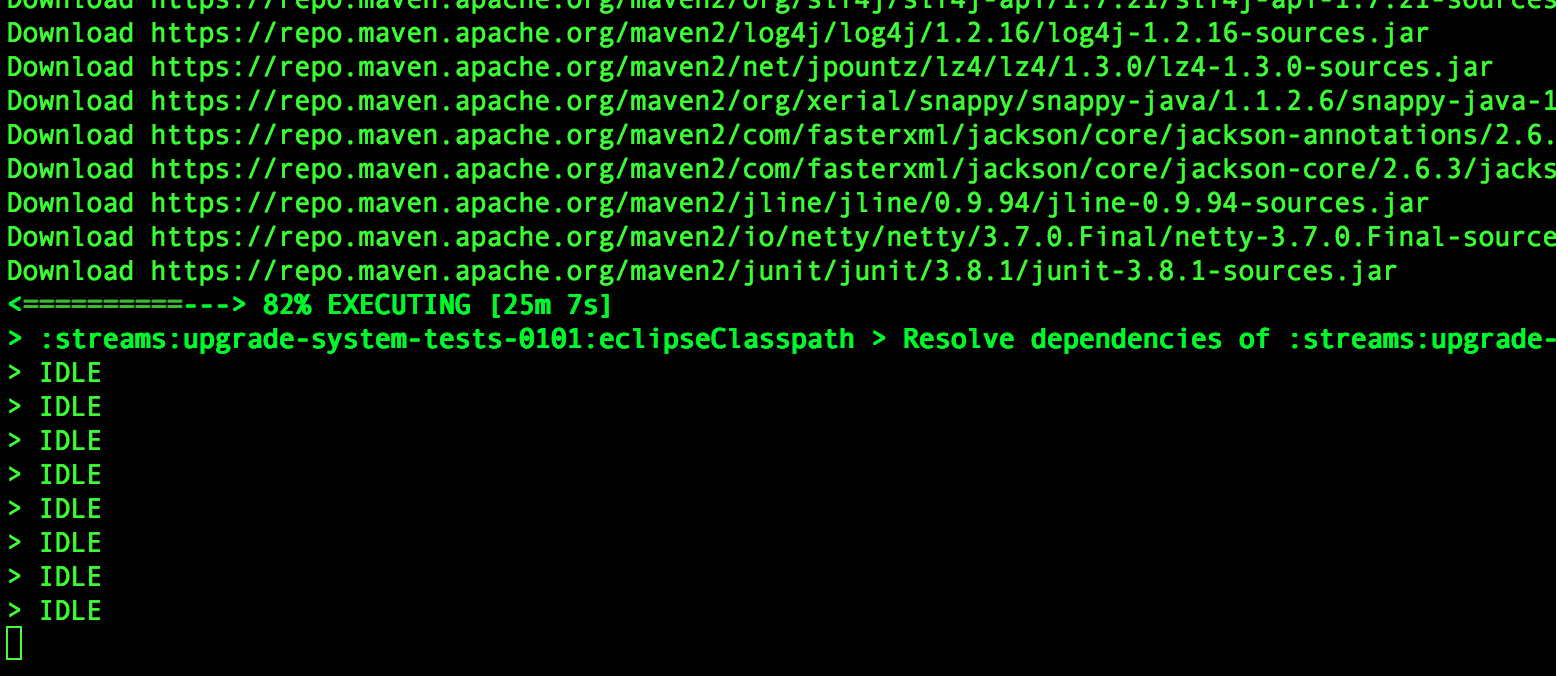 Download https://repo.maven.apache.org/maven2/org/slf4j/slf4j-api/1.7.21/slf4j-api-1.7.21-sources
Download https://repo.maven.apache.org/maven2/log4j/log4j/1.2.16/log4j-1.2.16-sources.jar
Download https://repo.maven.apache.org/maven2/net/jpountz/lz4/lz4/1.3.0/lz4-1.3.0-sources.jar
Download https://repo.maven.apache.org/maven2/org/xerial/snappy/snappy-java/1.1.2.6/snappy-java-1
Download https://repo.maven.apache.org/maven2/com/fasterxml/jackson/core/jackson-annotations/2.6.
Download https://repo.maven.apache.org/maven2/com/fasterxml/jackson/core/jackson-core/2.6.3/jacks
Download https://repo.maven.apache.org/maven2/jline/jline/0.9.94/jline-0.9.94-sources.jar
Download https://repo.maven.apache.org/maven2/io/netty/netty/3.7.0.Final/netty-3.7.0.Final-source
Download https://repo.maven.apache.org/maven2/junit/junit/3.8.1/junit-3.8.1-sources.jar
<==========---> 82% EXECUTING [25m 7s]
> :streams:upgrade-system-tests-0101:eclipseClasspath > Resolve dependencies of :streams:upgrade-
> IDLE
> IDLE
> IDLE
> IDLE
> IDLE
> IDLE
> IDLE
> IDLE